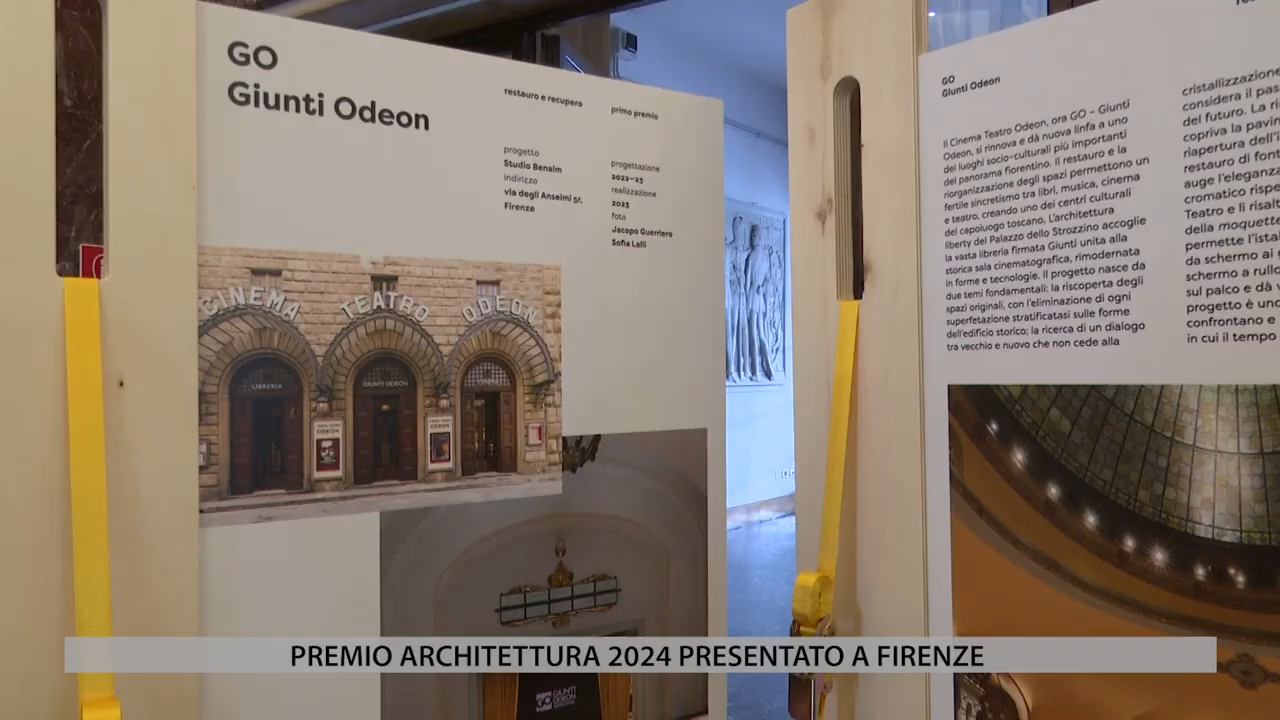 GO
Giunti Odeon
restauro e recupero
primo premio
progetto
Studio Benaim
indirizzo
via degli Anselmi 5r,
Firenze
progettazione
2022–23
realizzazione
2023
foto
Jacopo Guerriero
Sofia Lalli
CINEMA TEATRO ODEON
LIBRERIA
GIUNTI ODEON
ODEON
ODEON
GO GIUNTI
ODEON
GO
Giunti Odeon
Il Cinema Teatro Odeon, ora GO – Giunti
Odeon, si rinnova e dà nuova linfa a uno
dei luoghi socio-culturali più importanti
del panorama fiorentino. Il restauro e la
riorganizzazione degli spazi permettono un
fertile sincretismo tra libri, musica, cinema
e teatro, creando uno dei centri culturali
del capoluogo toscano. L'architettura
liberty del Palazzo dello Strozzino accoglie
la vasta libreria firmata Giunti unita alla
storica sala cinematografica, rimodernata
in forme e tecnologie. Il progetto nasce da
due temi fondamentali: la riscoperta degli
spazi originali, con l'eliminazione di ogni
superfetazione stratificatasi sulle forme
dell'edificio storico; la ricerca di un dialogo
tra vecchio e nuovo che non cede alla
cristallizzazione
considera il pas
del futuro. La ri
copriva la pavin
riapertura dell'i
restauro di font
auge l'eleganza
cromatico rispe
Teatro e li risalt
della moquette
permette l'istal
da schermo ai g
schermo a rullo
sul palco e dà v
progetto è uno
confrontano e
in cui il tempo
PREMIO ARCHITETTURA 2024 PRESENTATO A FIRENZE